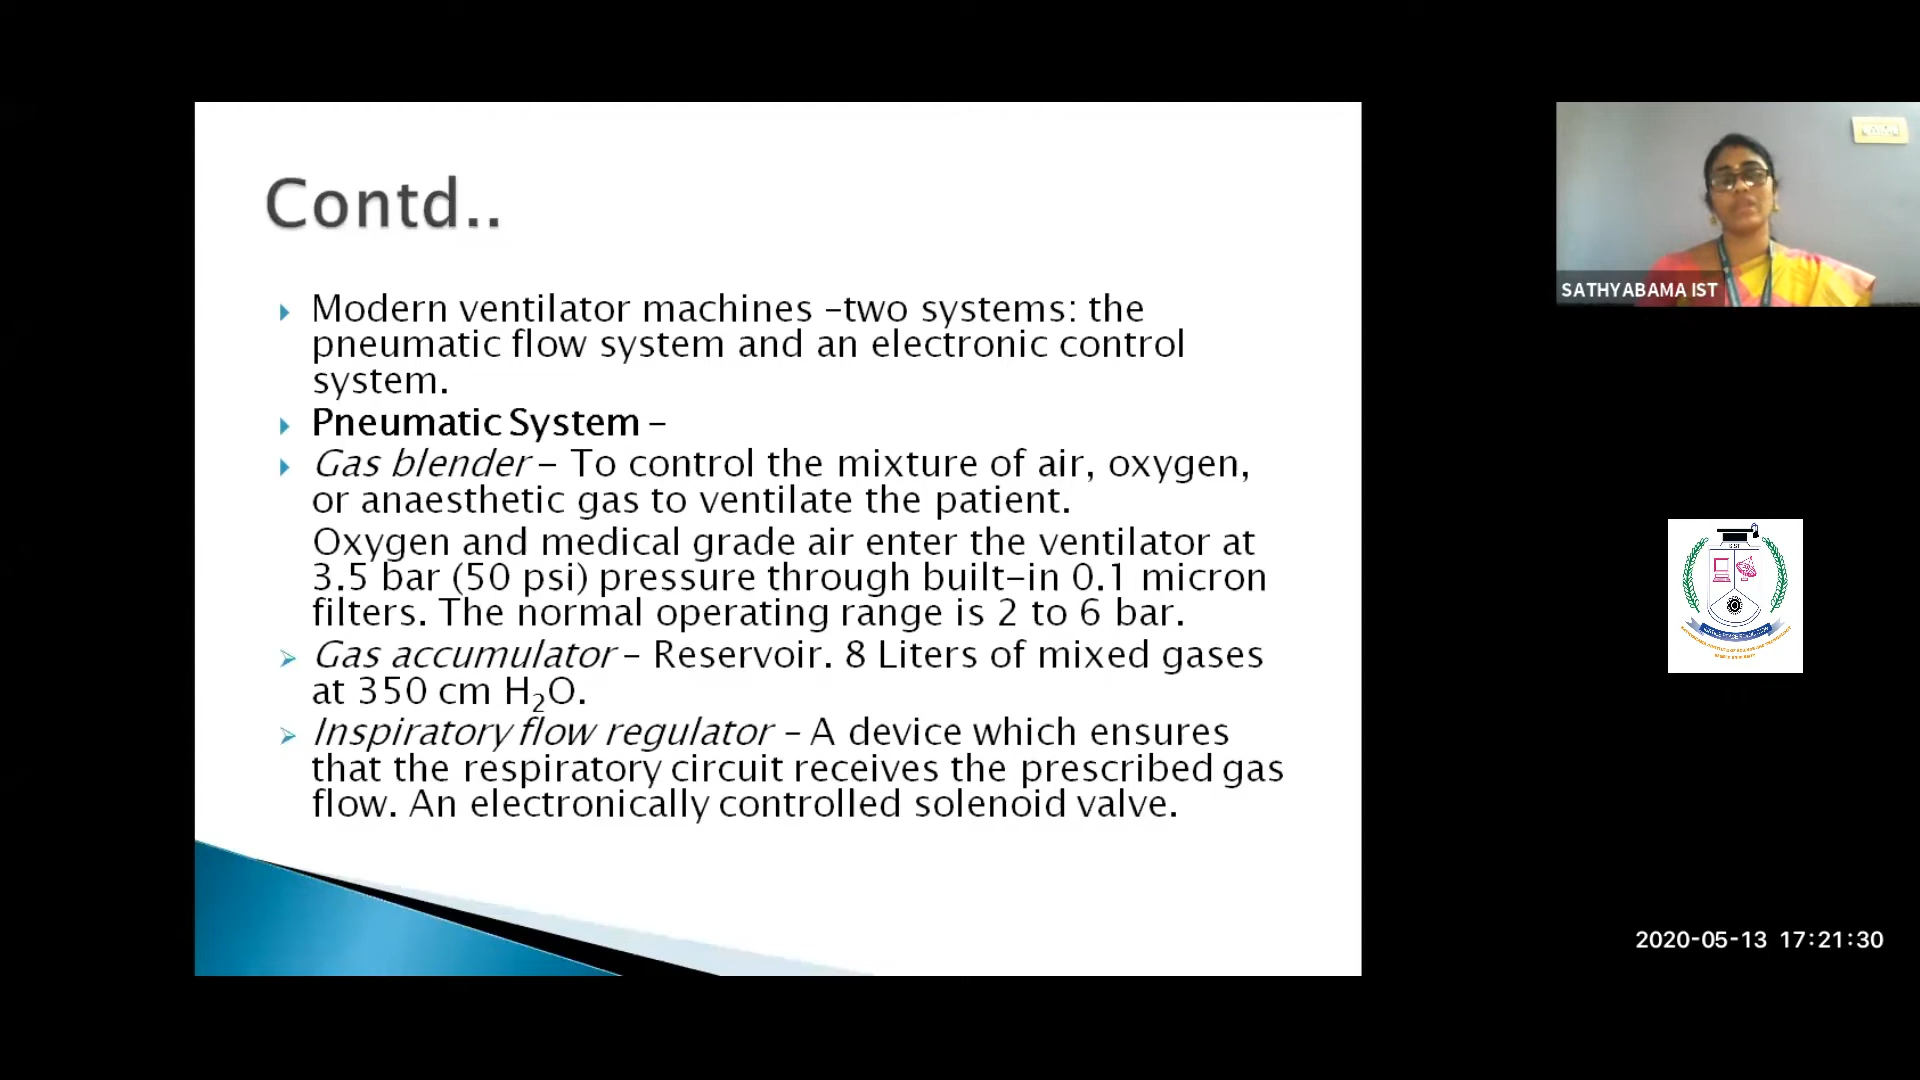 Contd..
Modern ventilator machines –two systems: the
pneumatic flow system and an electronic control
system.
Pneumatic System –
Gas blender – To control the mixture of air, oxygen,
or anaesthetic gas to ventilate the patient.
Oxygen and medical grade air enter the ventilator at
3.5 bar (50 psi) pressure through built-in 0.1 micron
filters. The normal operating range is 2 to 6 bar.
Gas accumulator – Reservoir. 8 Liters of mixed gases
at 350 cm H₂O.
Inspiratory flow regulator – A device which ensures
that the respiratory circuit receives the prescribed gas
flow. An electronically controlled solenoid valve.
SATHYABAMA IST
2020-05-13 17:21:30